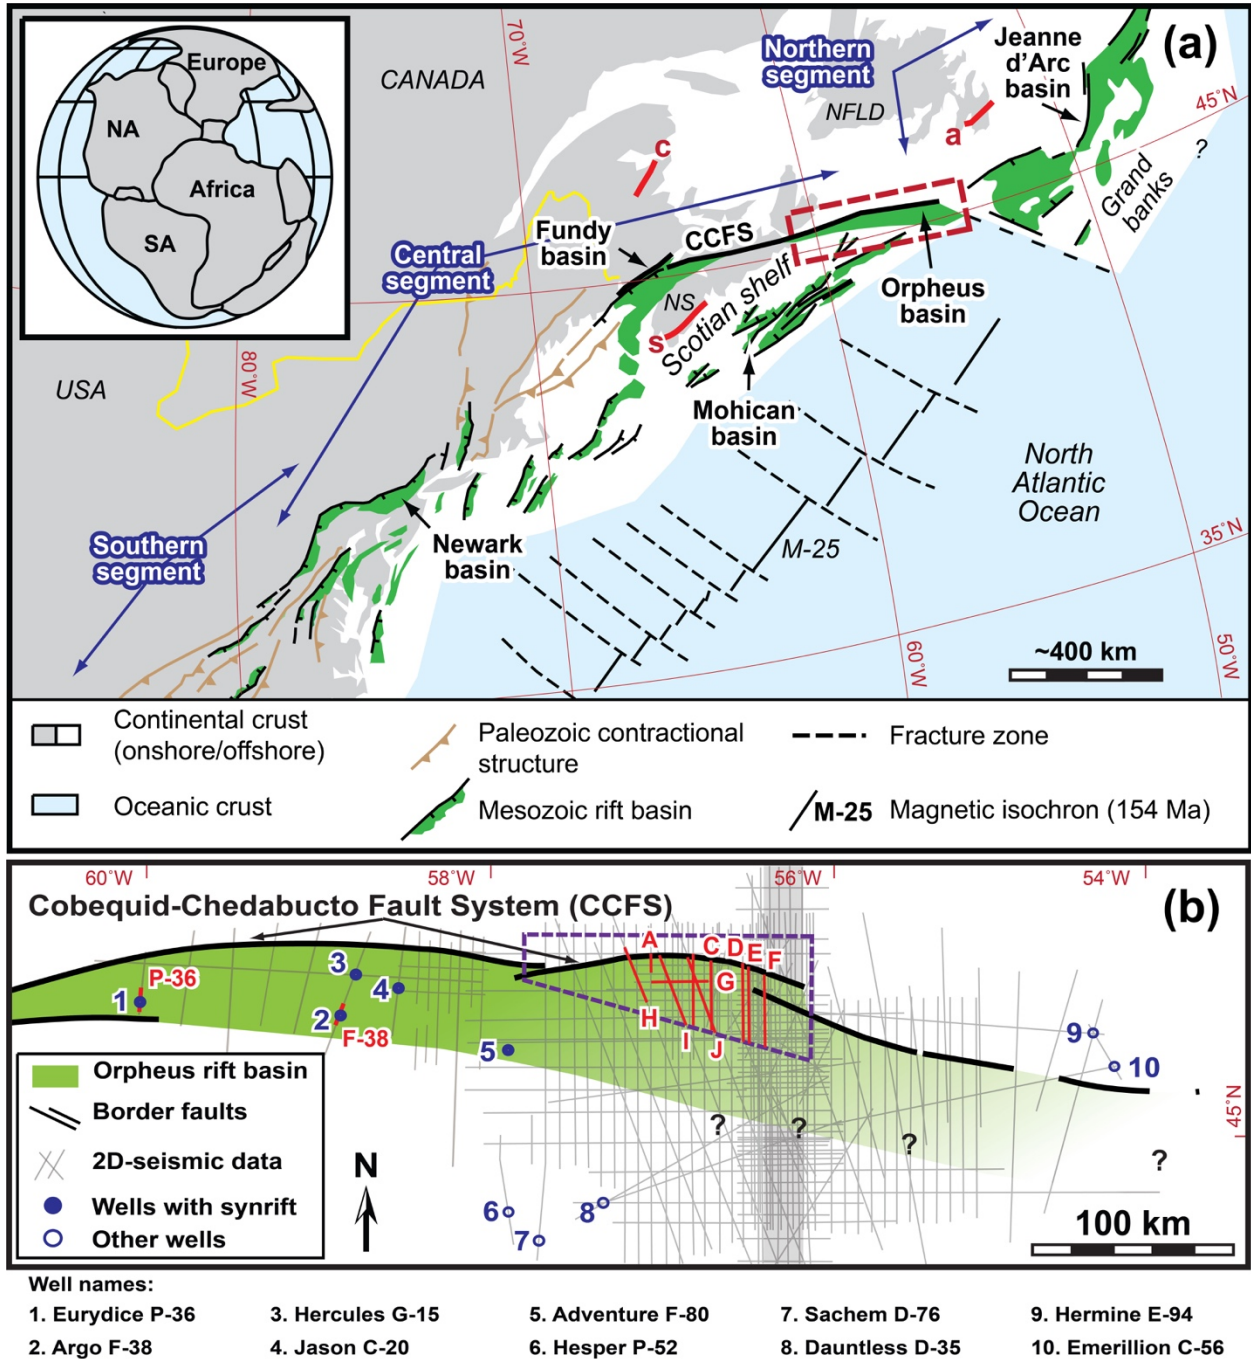 (a)
Europe
NA
Africa
SA
CANADA
70°W
Northern
segment
NFLD
Jeanne
d'Arc
basin
45°N
?
Grand
banks
a
c
Fundy
basin
CCFS
Central
segment
NS
s
Scotian shelf
Orpheus
basin
Mohican
basin
USA
80°W
North
Atlantic
Ocean
Southern
segment
Newark
basin
M-25
35°N
60°W
50°W
~400 km
Continental crust
(onshore/offshore)
Oceanic crust
Paleozoic contractional
structure
Mesozoic rift basin
Fracture zone
M-25 Magnetic isochron (154 Ma)
60°W
58°W
56°W
54°W
(b)
Cobequid-Chedabucto Fault System (CCFS)
A
C
D
E
F
G
H
I
J
P-36
1
3
4
2
F-38
5
9
10
45°N
Orpheus rift basin
Border faults
2D-seismic data
Wells with synrift
Other wells
N
6
7
8
?
?
?
?
100 km
Well names:
1. Eurydice P-36 3. Hercules G-15 5. Adventure F-80 7. Sachem D-76 9. Hermine E-94
2. Argo F-38 4. Jason C-20 6. Hesper P-52 8. Dauntless D-35 10. Emerillion C-56